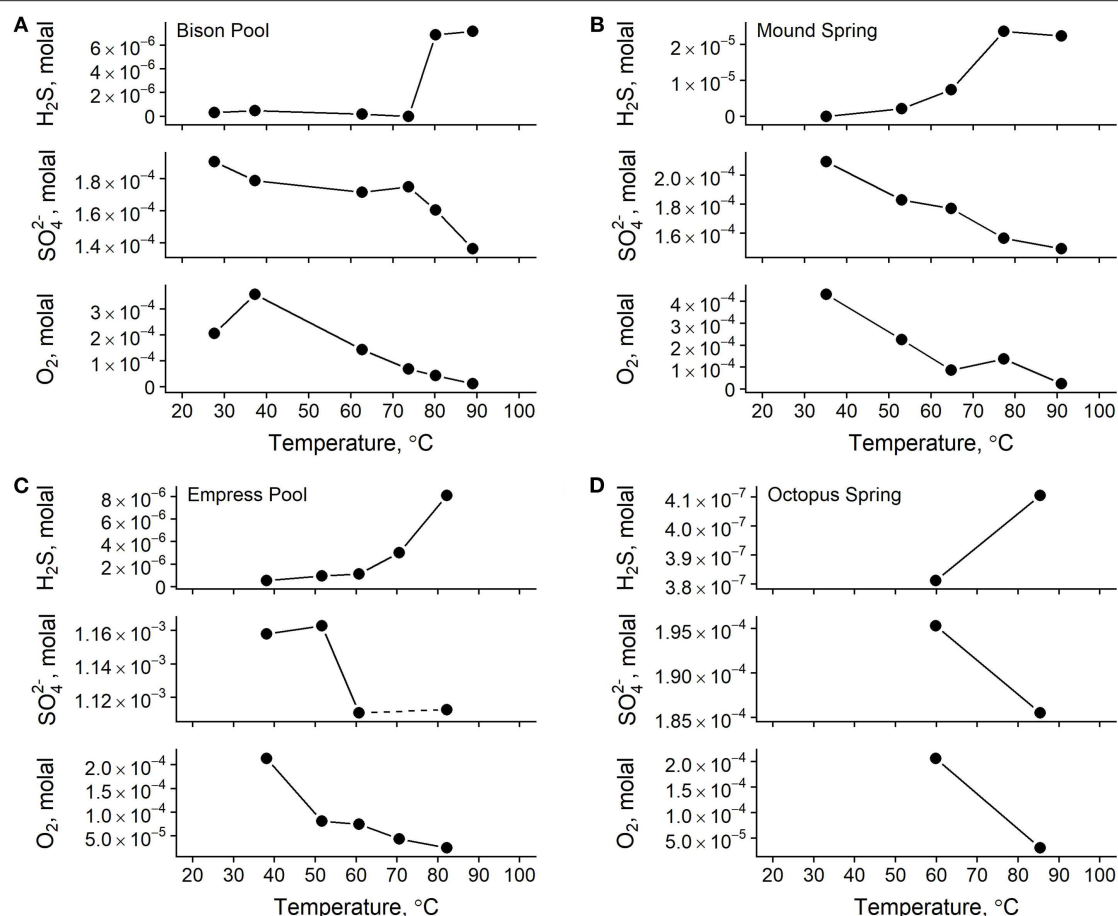 A
Bison Pool
H₂S, molal
6 × 10⁻⁶
4 × 10⁻⁶
2 × 10⁻⁶
0
SO₄²⁻, molal
1.8 × 10⁻⁴
1.6 × 10⁻⁴
1.4 × 10⁻⁴
O₂, molal
3 × 10⁻⁴
2 × 10⁻⁴
1 × 10⁻⁴
0
20 30 40 50 60 70 80 90 100
Temperature, °C
B
Mound Spring
H₂S, molal
2 × 10⁻⁵
1 × 10⁻⁵
0
SO₄²⁻, molal
2.0 × 10⁻⁴
1.8 × 10⁻⁴
1.6 × 10⁻⁴
O₂, molal
4 × 10⁻⁴
3 × 10⁻⁴
2 × 10⁻⁴
1 × 10⁻⁴
0
20 30 40 50 60 70 80 90 100
Temperature, °C
C
Empress Pool
H₂S, molal
8 × 10⁻⁶
6 × 10⁻⁶
4 × 10⁻⁶
2 × 10⁻⁶
0
SO₄²⁻, molal
1.16 × 10⁻³
1.14 × 10⁻³
1.12 × 10⁻³
O₂, molal
2.0 × 10⁻⁴
1.5 × 10⁻⁴
1.0 × 10⁻⁴
5.0 × 10⁻⁵
20 30 40 50 60 70 80 90 100
Temperature, °C
D
Octopus Spring
H₂S, molal
4.1 × 10⁻⁷
4.0 × 10⁻⁷
3.9 × 10⁻⁷
3.8 × 10⁻⁷
SO₄²⁻, molal
1.95 × 10⁻⁴
1.90 × 10⁻⁴
1.85 × 10⁻⁴
O₂, molal
2.0 × 10⁻⁴
1.5 × 10⁻⁴
1.0 × 10⁻⁴
5.0 × 10⁻⁵
20 30 40 50 60 70 80 90 100
Temperature, °C